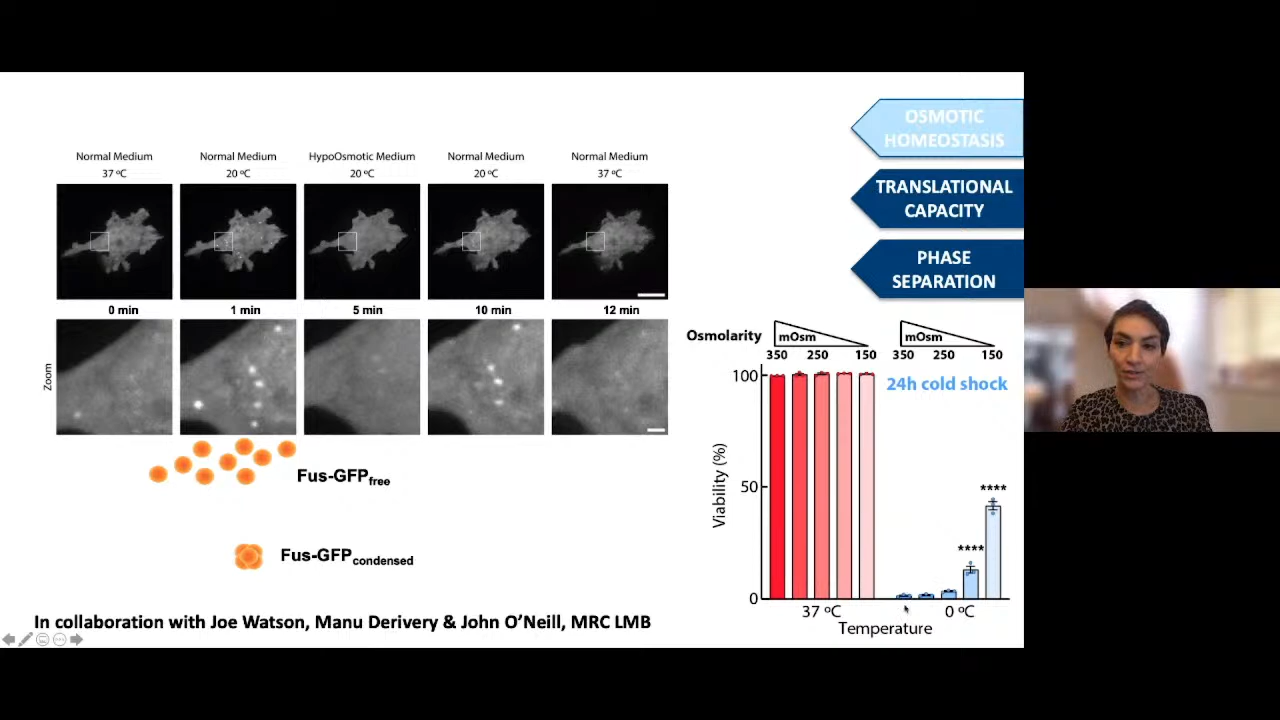 OSMOTIC
HOMEOSTASIS
TRANSLATIONAL
CAPACITY
PHASE
SEPARATION
Normal Medium
37 ºC
Normal Medium
20 ºC
HypoOsmotic Medium
20 ºC
Normal Medium
20 ºC
Normal Medium
37 ºC
0 min
1 min
5 min
10 min
12 min
Zoom
Fus-GFPfree
Fus-GFPcondensed
Osmolarity
mOsm
350 250 150
mOsm
350 250 150
24h cold shock
Viability (%)
100
50
0
****
****
37 ºC
0 ºC
Temperature
In collaboration with Joe Watson, Manu Derivery & John O'Neill, MRC LMB